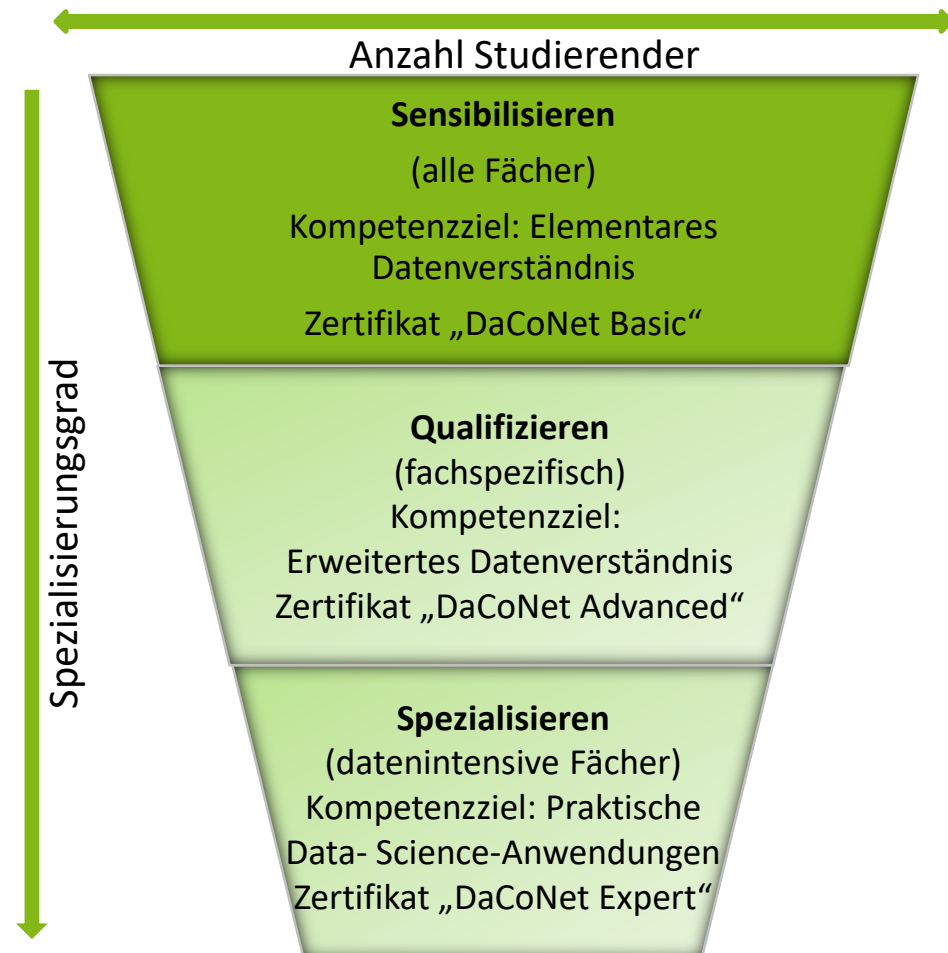 Anzahl Studierender
Spezialisierungsgrad
Sensibilisieren
(alle Fächer)
Kompetenzziel: Elementares
Datenverständnis
Zertifikat „DaCoNet Basic“
Qualifizieren
(fachspezifisch)
Kompetenzziel:
Erweitertes Datenverständnis
Zertifikat „DaCoNet Advanced“
Spezialisieren
(datenintensive Fächer)
Kompetenzziel: Praktische
Data- Science-Anwendungen
Zertifikat „DaCoNet Expert“